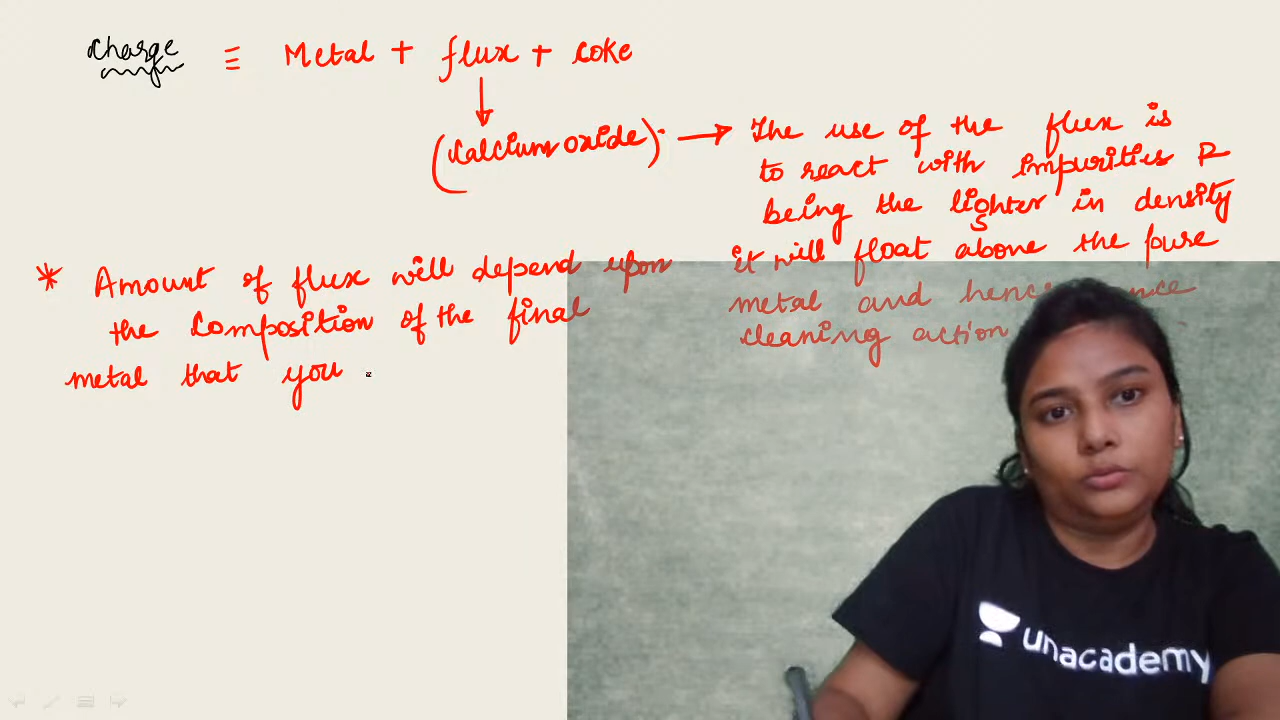 charge ≡ Metal + flux + coke
(Calcium oxide) → The use of the flux is
to react with impurities &
being the lighter in density
it will float above the pure
metal and hence
cleaning action
* Amount of flux will depend upon
the composition of the final
metal that you
unacademy